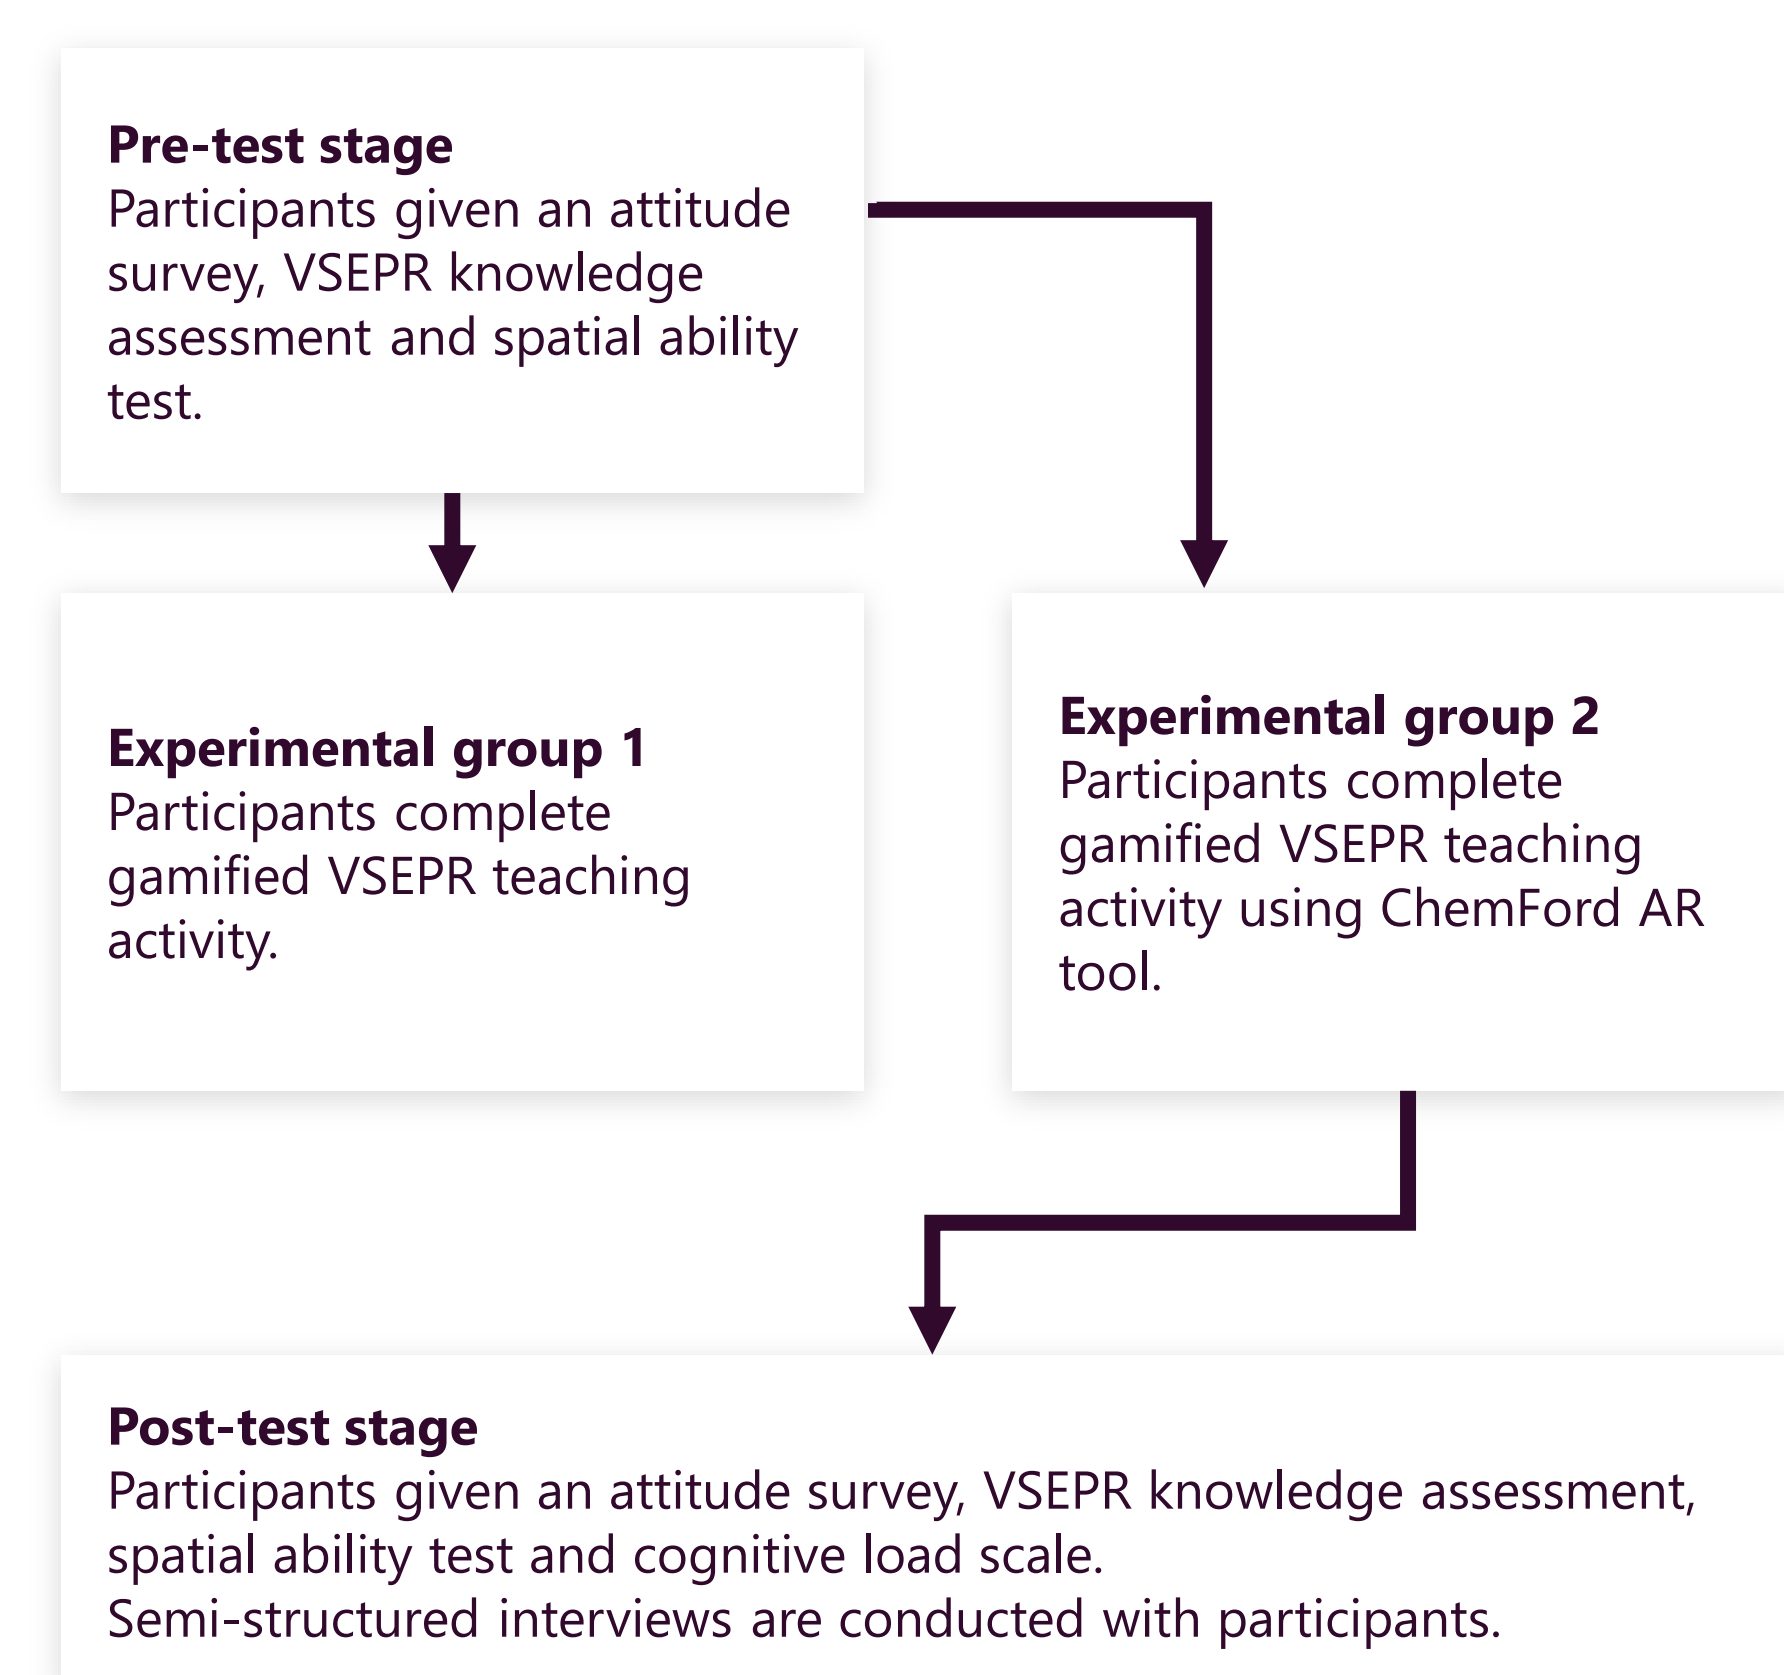 Pre-test stage
Participants given an attitude
survey, VSEPR knowledge
assessment and spatial ability
test.
Experimental group 1
Participants complete
gamified VSEPR teaching
activity.
Experimental group 2
Participants complete
gamified VSEPR teaching
activity using ChemFord AR
tool.
Post-test stage
Participants given an attitude survey, VSEPR knowledge assessment,
spatial ability test and cognitive load scale.
Semi-structured interviews are conducted with participants.